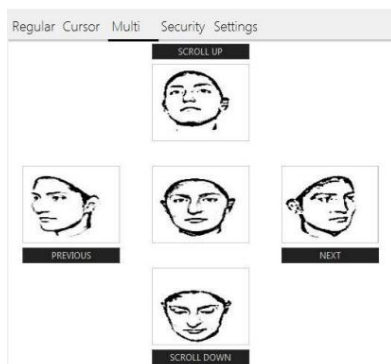 Regular Cursor Multi Security Settings
SCROLL UP
PREVIOUS
NEXT
SCROLL DOWN